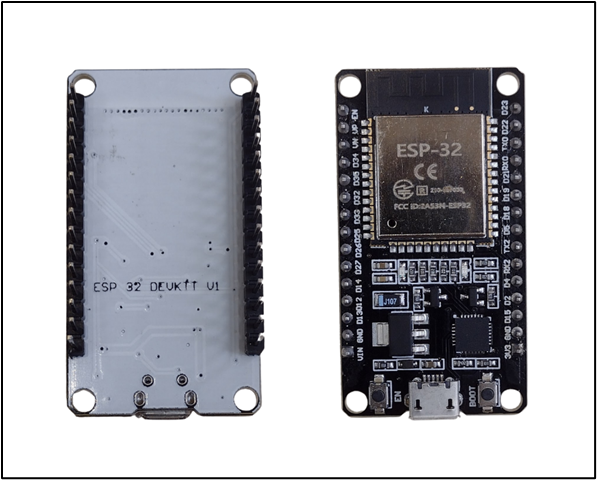 ESP 32 DEVKIT V1
K
ESP-32
CE
R
FCC ID:2A53N-ESP32
EN
VP
VN
D34
D35
D32
D33
D25
D26
D27
D14
D12
D13
GND
VIN
D23
D22
TX0
RX0
D21
D19
D18
D5
TX2
RX2
D4
D2
D15
GND
3V3
J107
EN
BOOT